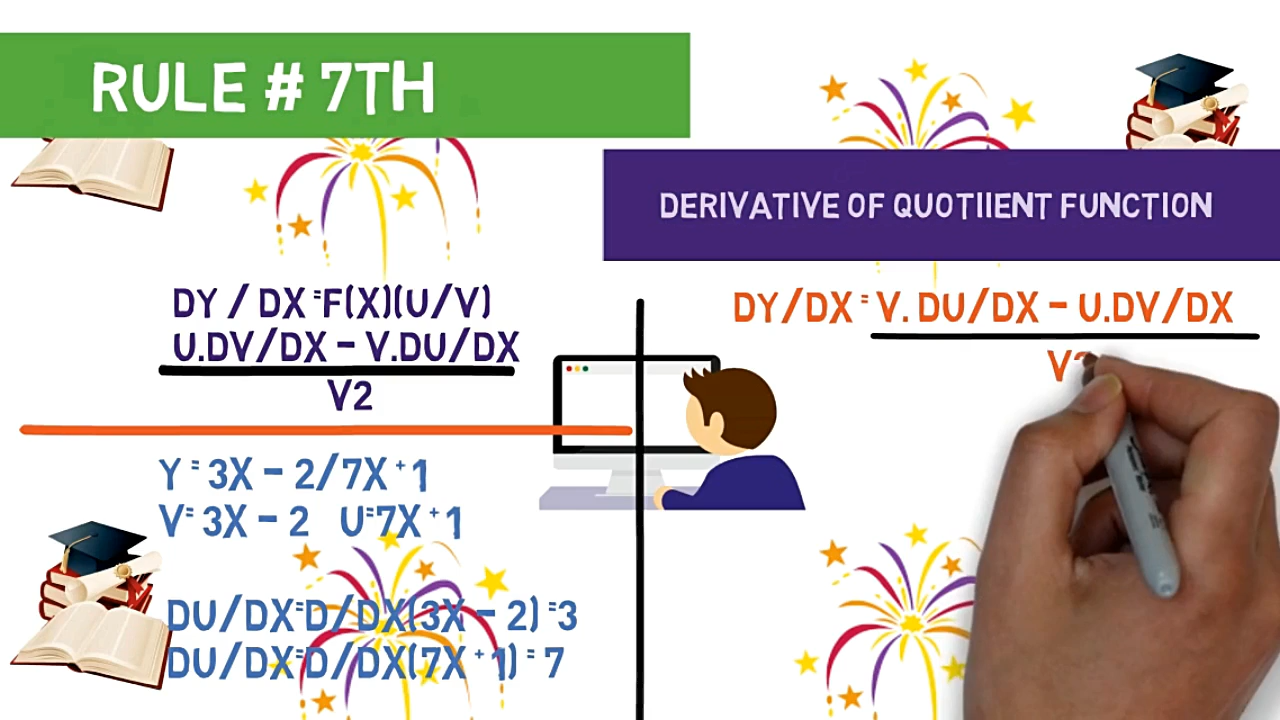 RULE # 7TH
DERIVATIVE OF QUOTIIENT FUNCTION
DY / DX =F(X)(U/V)
U.DV/DX - V.DU/DX
V2
Y = 3X - 2/7X + 1
V= 3X - 2 U=7X + 1
DU/DX=D/DX(3X - 2) =3
DU/DX=D/DX(7X + 1) = 7
DY/DX = V. DU/DX - U.DV/DX